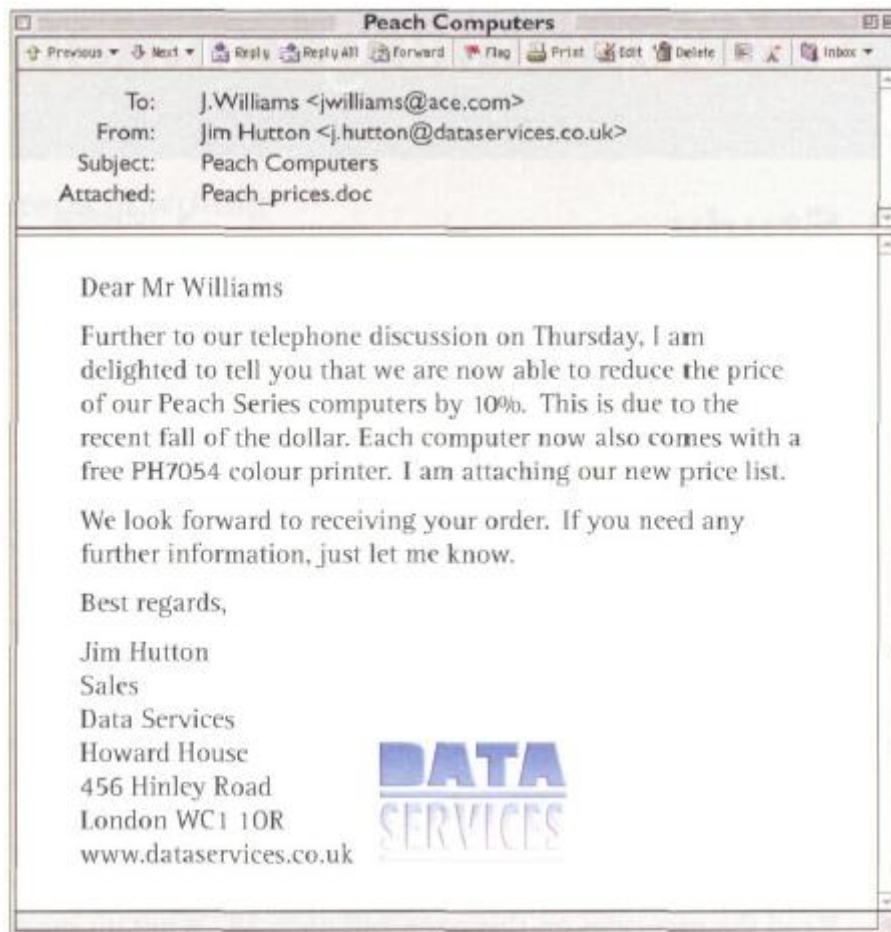 Peach Computers
Previous Next Reply Reply All Forward Flag Print Edit Delete Inbox
To: J.Williams <jwilliams@ace.com>
From: Jim Hutton <j.hutton@dataservices.co.uk>
Subject: Peach Computers
Attached: Peach_prices.doc
Dear Mr Williams
Further to our telephone discussion on Thursday, I am
delighted to tell you that we are now able to reduce the price
of our Peach Series computers by 10%. This is due to the
recent fall of the dollar. Each computer now also comes with a
free PH7054 colour printer. I am attaching our new price list.
We look forward to receiving your order. If you need any
further information, just let me know.
Best regards,
Jim Hutton
Sales
Data Services
Howard House
456 Hinley Road
London WC1 1OR
www.dataservices.co.uk
DATA
SERVICES